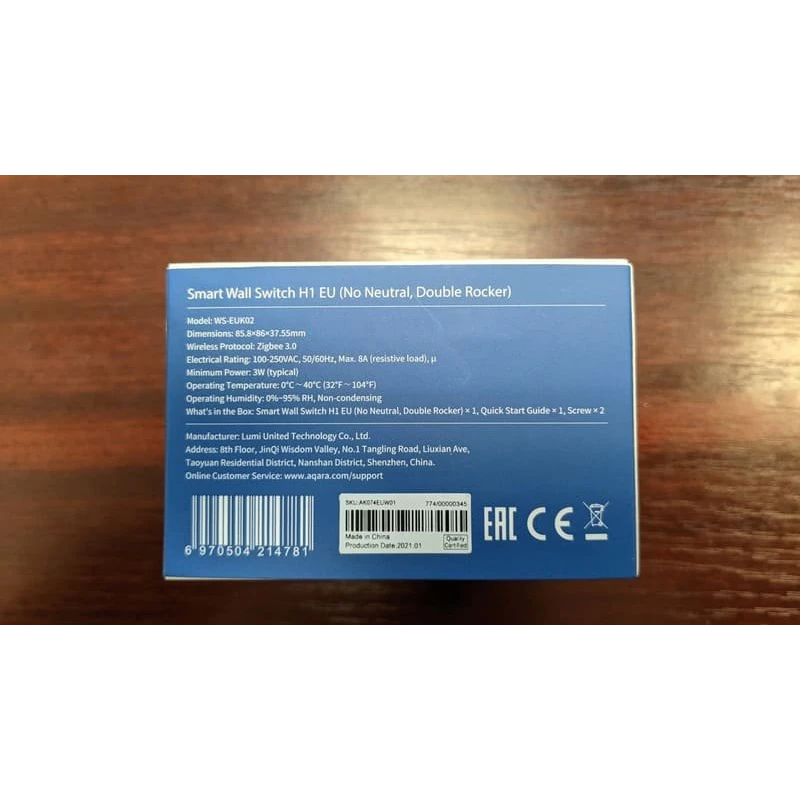 Smart Wall Switch H1 EU (No Neutral, Double Rocker)
Model: WS-EUK02
Dimensions: 85.8×86×37.55mm
Wireless Protocol: Zigbee 3.0
Electrical Rating: 100-250VAC, 50/60Hz, Max. 8A (resistive load), μ
Minimum Power: 3W (typical)
Operating Temperature: 0℃～40℃ (32℉～104℉)
Operating Humidity: 0%~95% RH, Non-condensing
What's in the Box: Smart Wall Switch H1 EU (No Neutral, Double Rocker) × 1, Quick Start Guide × 1, Screw × 2
Manufacturer: Lumi United Technology Co., Ltd.
Address: 8th Floor, JinQi Wisdom Valley, No.1 Tangling Road, Liuxian Ave,
Taoyuan Residential District, Nanshan District, Shenzhen, China.
Online Customer Service: www.aqara.com/support
6 970504 214781
SKU:AK074EUW01 774/00000345
Made in China
Production Date:2021.01
Quality
Certified
EAC CE